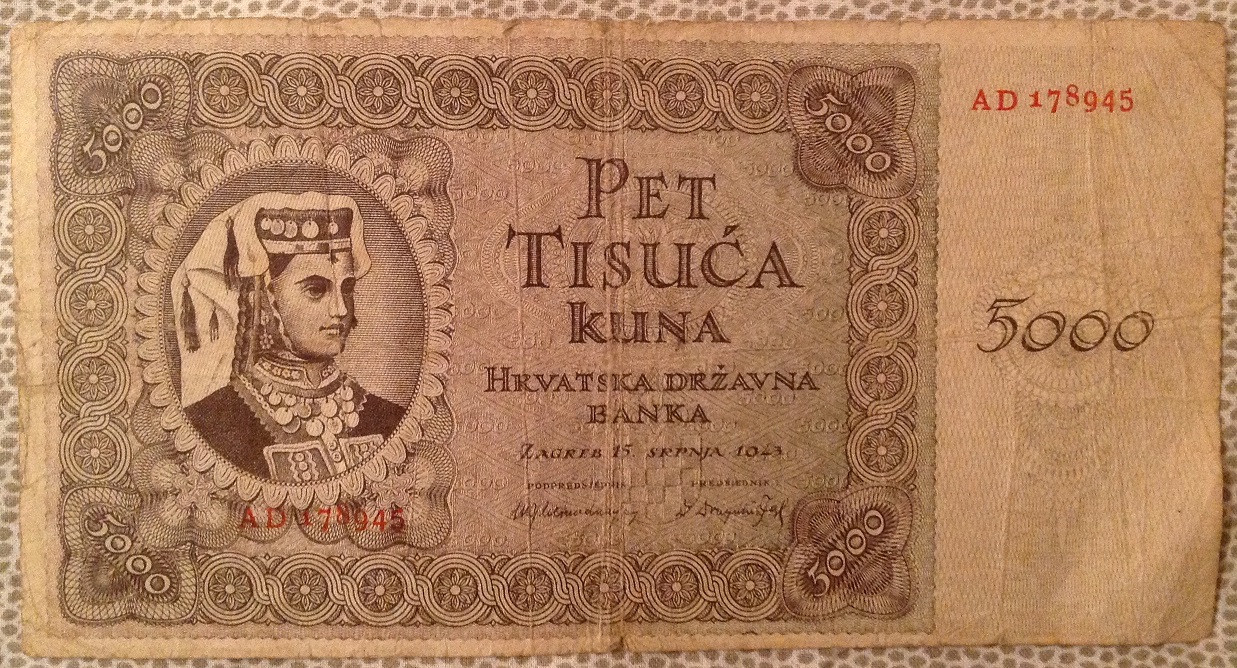 5000
5000
AD 178945
PET
TISUĆA
KUNA
5000
HRVATSKA DRŽAVNA
BANKA
ZAGREB 15. SRPNJA 1943
PODPREDSJEDNIK PREDSJEDNIK
AD 178945
5000
5000